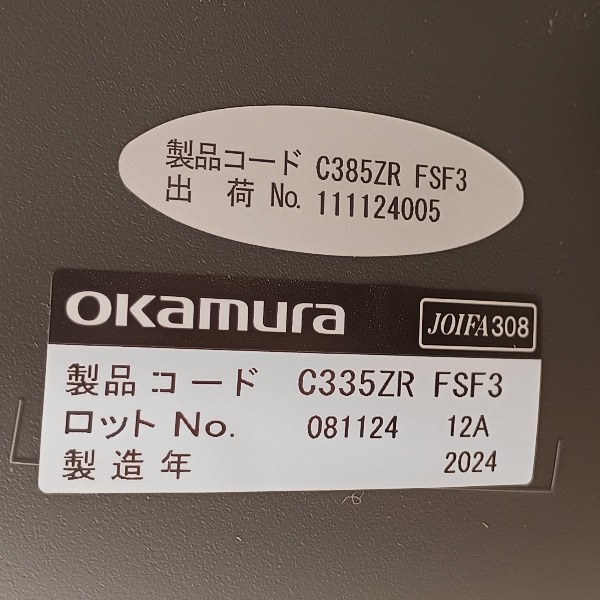 製品コード C385ZR FSF3
出 荷 No. 111124005
okamura JOIFA308
製品コード C335ZR FSF3
ロット No. 081124 12A
製造年 2024